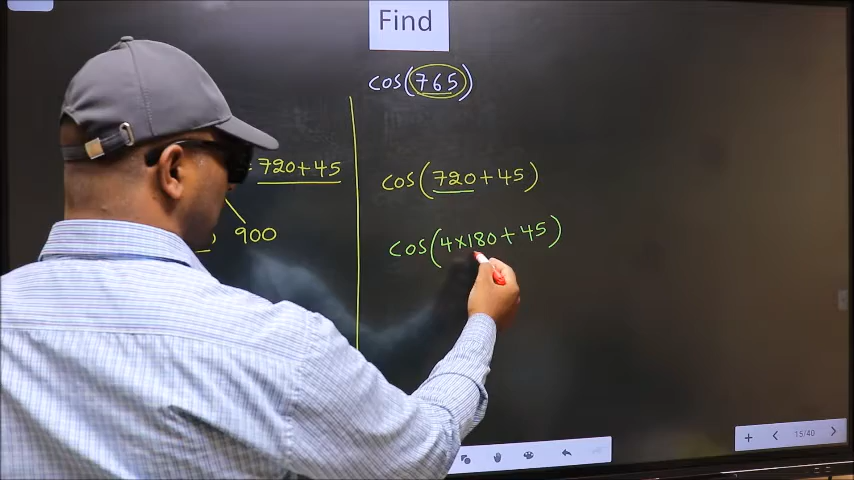 Find
cos(765)
720+45
900
cos(720+45)
cos(4×180+45)
15/40